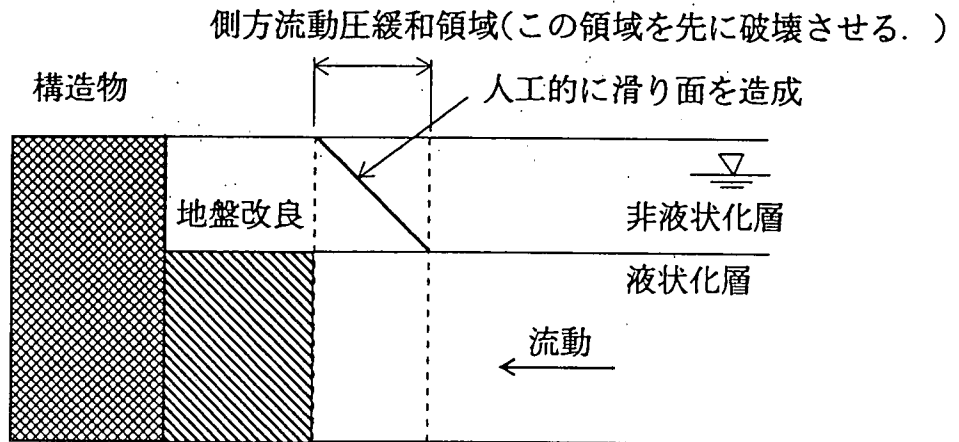 側方流動圧緩和領域(この領域を先に破壊させる．)
構造物
人工的に滑り面を造成
地盤改良
非液状化層
液状化層
流動